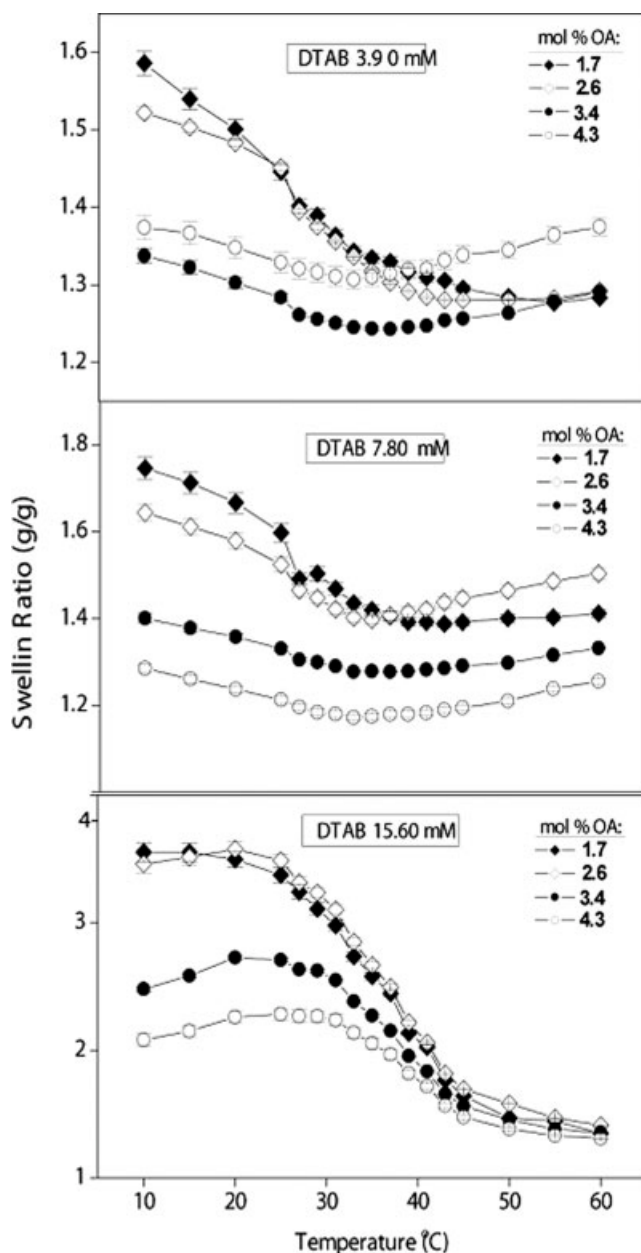 DTAB 3.9 0 mM
mol % OA:
1.7
2.6
3.4
4.3
1.6
1.5
1.4
1.3
1.2
DTAB 7.80 mM
mol % OA:
1.7
2.6
3.4
4.3
1.8
1.6
1.4
1.2
Swellin Ratio (g/g)
DTAB 15.60 mM
mol % OA:
1.7
2.6
3.4
4.3
4
3
2
1
10 20 30 40 50 60
Temperature (°C)